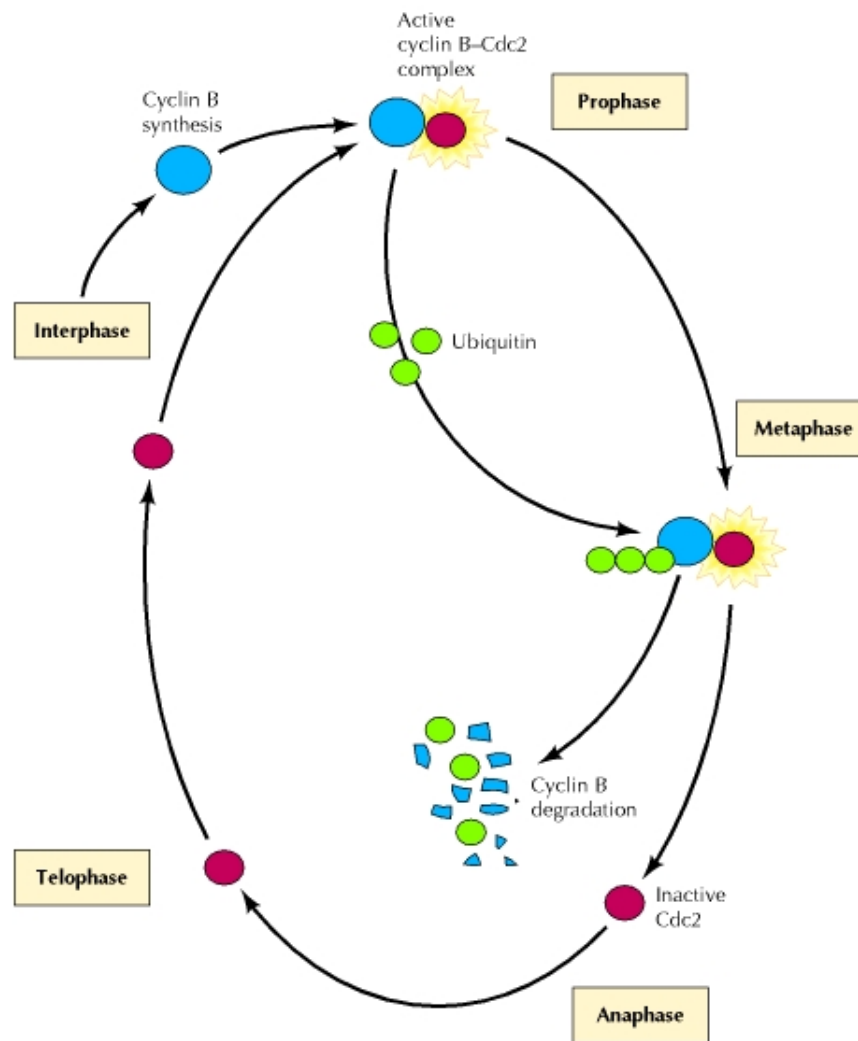 Active
cyclin B–Cdc2
complex
Prophase
Cyclin B
synthesis
Interphase
Ubiquitin
Metaphase
Cyclin B
degradation
Telophase
Inactive
Cdc2
Anaphase